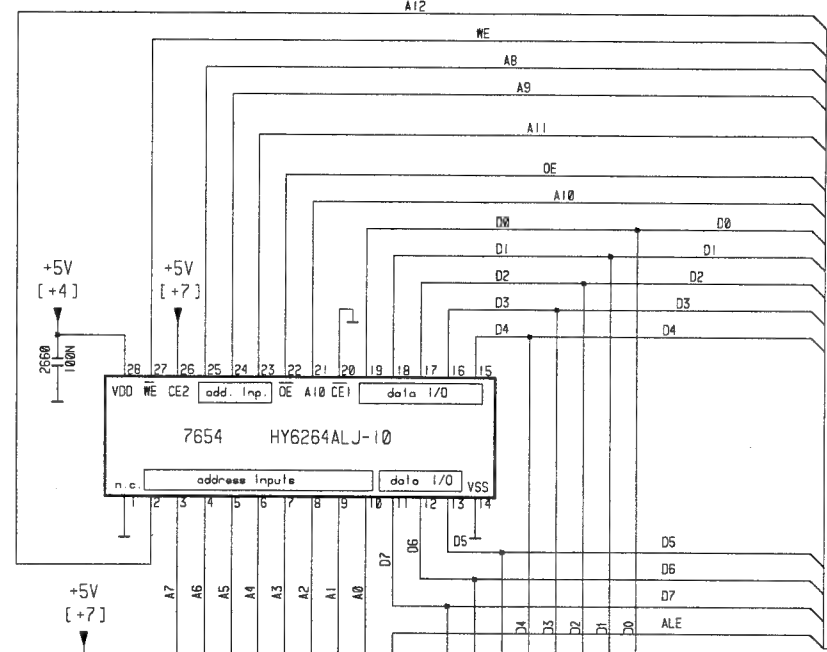 A12
WE
A8
A9
A11
OE
A10
D0 D0
D1 D1
D2 D2
D3 D3
D4 D4
+5V +5V
[+4] [+7]
2660
100N
28 27 26 25 24 23 22 21 20 19 18 17 16 15
VDD WE CE2 add. Inp. OE A10 CE1 data I/O
7654 HY6264ALJ-10
n.c. address Inputs data I/O VSS
1 2 3 4 5 6 7 8 9 10 11 12 13 14
A7 A6 A5 A4 A3 A2 A1 A0 D7 D6 D5
D5
D6
D7
ALE
+5V
[+7]
D4 D3 D2 D1 D0